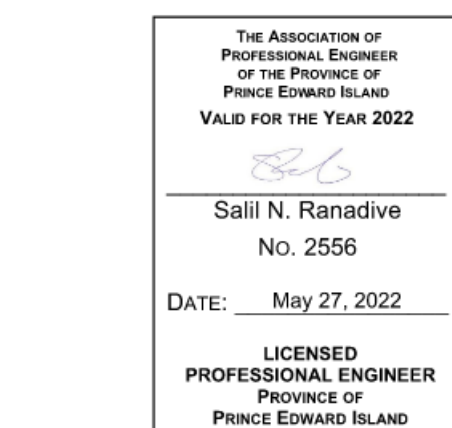 THE ASSOCIATION OF
PROFESSIONAL ENGINEER
OF THE PROVINCE OF
PRINCE EDWARD ISLAND
VALID FOR THE YEAR 2022
Salil N. Ranadive
NO. 2556
DATE: May 27, 2022
LICENSED
PROFESSIONAL ENGINEER
PROVINCE OF
PRINCE EDWARD ISLAND